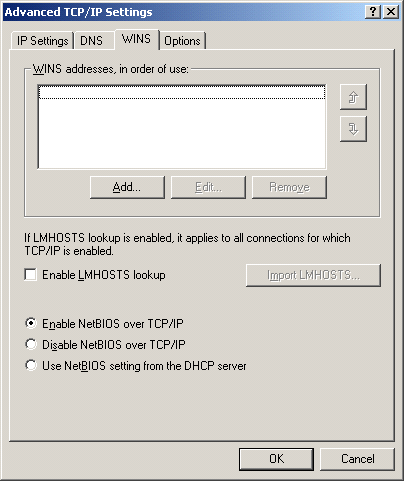 Advanced TCP/IP Settings
IP Settings DNS WINS Options
WINS addresses, in order of use:
Add... Edit... Remove
If LMHOSTS lookup is enabled, it applies to all connections for which
TCP/IP is enabled.
Enable LMHOSTS lookup Import LMHOSTS...
Enable NetBIOS over TCP/IP
Disable NetBIOS over TCP/IP
Use NetBIOS setting from the DHCP server
OK Cancel